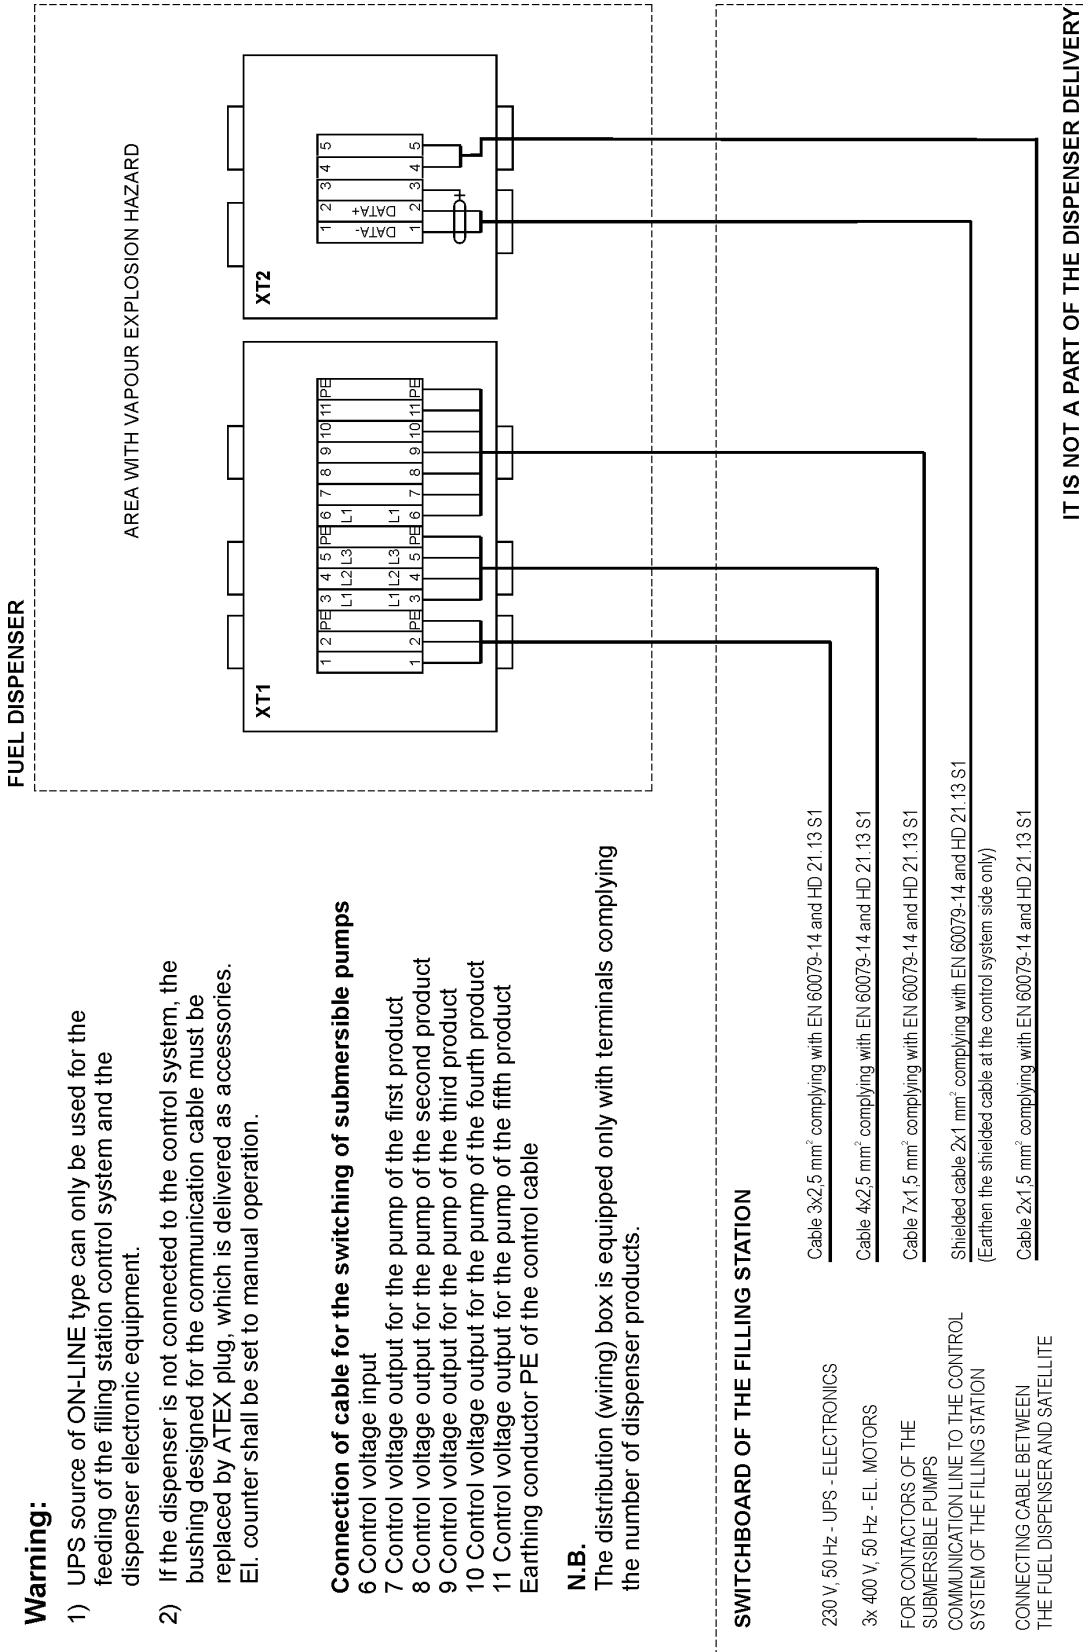 FUEL DISPENSER
Warning:
1) UPS source of ON-LINE type can only be used for the
feeding of the filling station control system and the
dispenser electronic equipment.
2) If the dispenser is not connected to the control system, the
bushing designed for the communication cable must be
replaced by ATEX plug, which is delivered as accessories.
El. counter shall be set to manual operation.
AREA WITH VAPOUR EXPLOSION HAZARD
XT1
XT2
1 2 PE 3 4 5 PE 6 7 8 9 10 11 PE
L1 L2 L3 L1
L1 L2 L3 L1
1 2 PE 3 4 5 PE 6 7 8 9 10 11 PE
1 2 3 4 5
DATA- DATA+
1 2 3 4 5
Connection of cable for the switching of submersible pumps
6 Control voltage input
7 Control voltage output for the pump of the first product
8 Control voltage output for the pump of the second product
9 Control voltage output for the pump of the third product
10 Control voltage output for the pump of the fourth product
11 Control voltage output for the pump of the fifth product
Earthing conductor PE of the control cable
N.B.
The distribution (wiring) box is equipped only with terminals complying
the number of dispenser products.
SWITCHBOARD OF THE FILLING STATION
230 V, 50 Hz - UPS - ELECTRONICS
Cable 3x2,5 mm² complying with EN 60079-14 and HD 21.13 S1
3x 400 V, 50 Hz - EL. MOTORS
Cable 4x2,5 mm² complying with EN 60079-14 and HD 21.13 S1
FOR CONTACTORS OF THE
SUBMERSIBLE PUMPS
Cable 7x1,5 mm² complying with EN 60079-14 and HD 21.13 S1
COMMUNICATION LINE TO THE CONTROL
SYSTEM OF THE FILLING STATION
Shielded cable 2x1 mm² complying with EN 60079-14 and HD 21.13 S1
(Earthen the shielded cable at the control system side only)
CONNECTING CABLE BETWEEN
THE FUEL DISPENSER AND SATELLITE
Cable 2x1,5 mm² complying with EN 60079-14 and HD 21.13 S1
IT IS NOT A PART OF THE DISPENSER DELIVERY